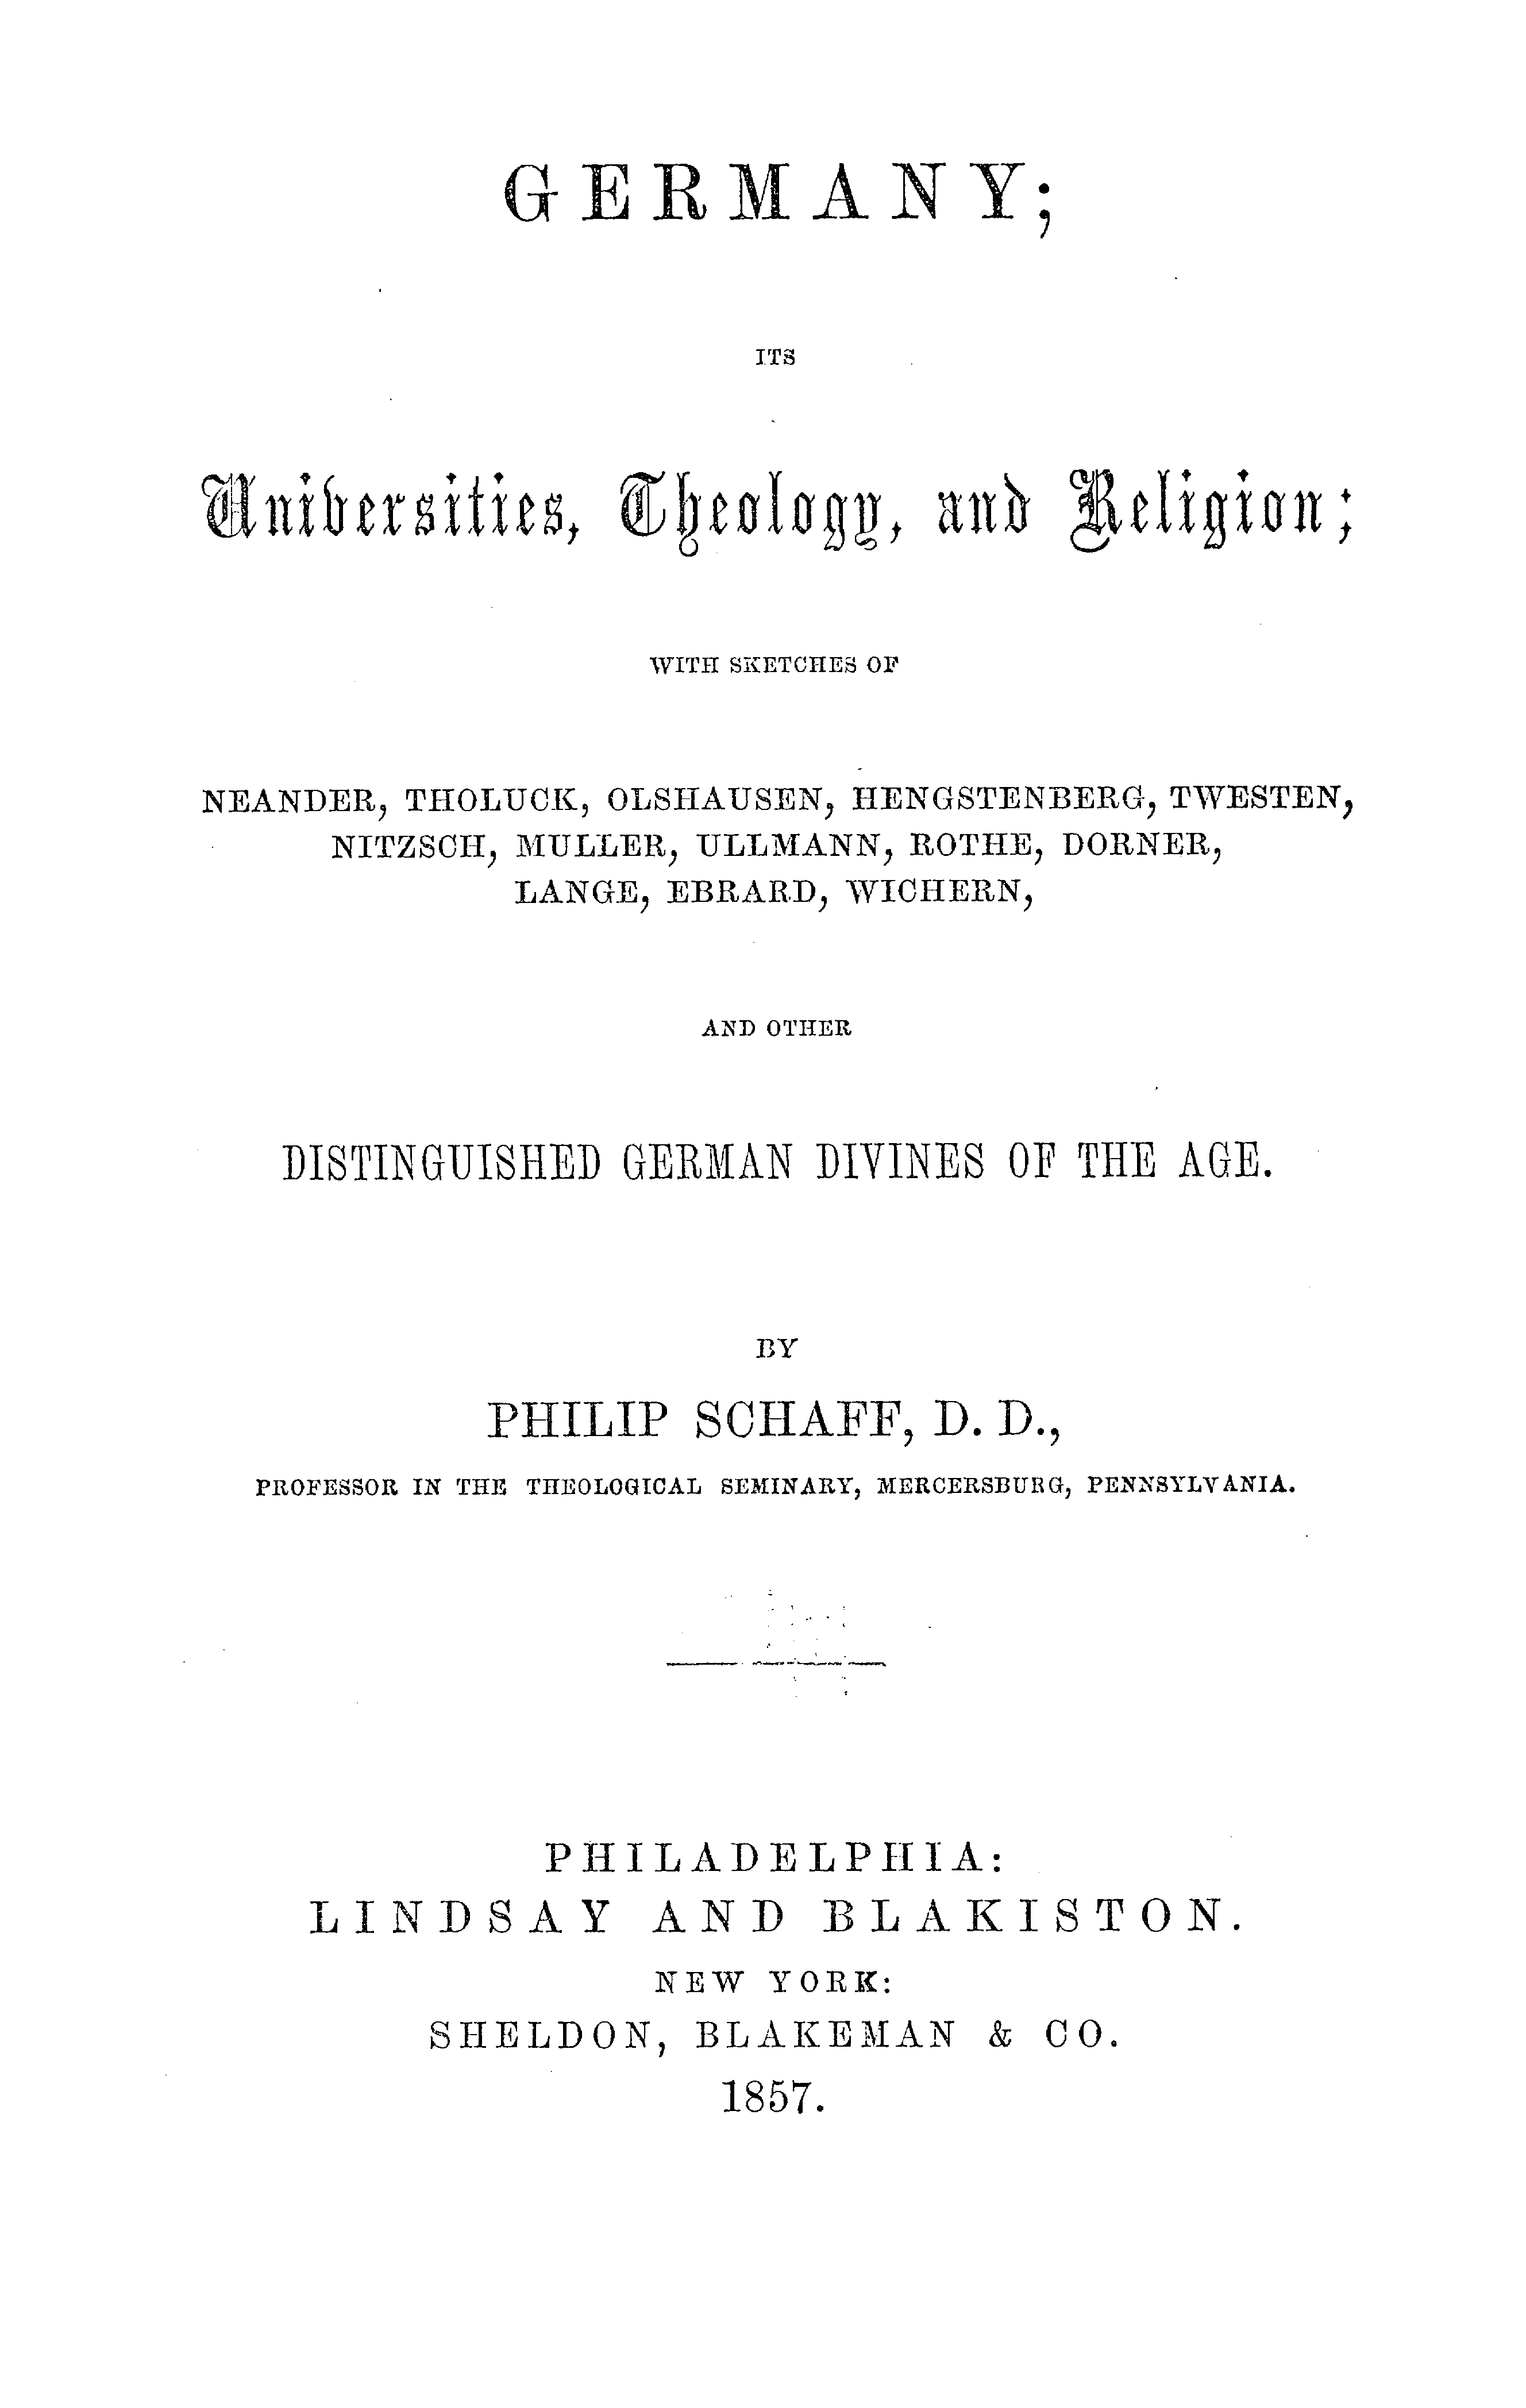 GERMANY;
ITS
Universities, Theology, and Religion;
WITH SKETCHES OF
NEANDER, THOLUCK, OLSHAUSEN, HENGSTENBERG, TWESTEN,
NITZSCH, MULLER, ULLMANN, ROTHE, DORNER,
LANGE, EBRARD, WICHERN,
AND OTHER
DISTINGUISHED GERMAN DIVINES OF THE AGE.
BY
PHILIP SCHAFF, D. D.,
PROFESSOR IN THE THEOLOGICAL SEMINARY, MERCERSBURG, PENNSYLVANIA.
PHILADELPHIA:
LINDSAY AND BLAKISTON.
NEW YORK:
SHELDON, BLAKEMAN & CO.
1857.